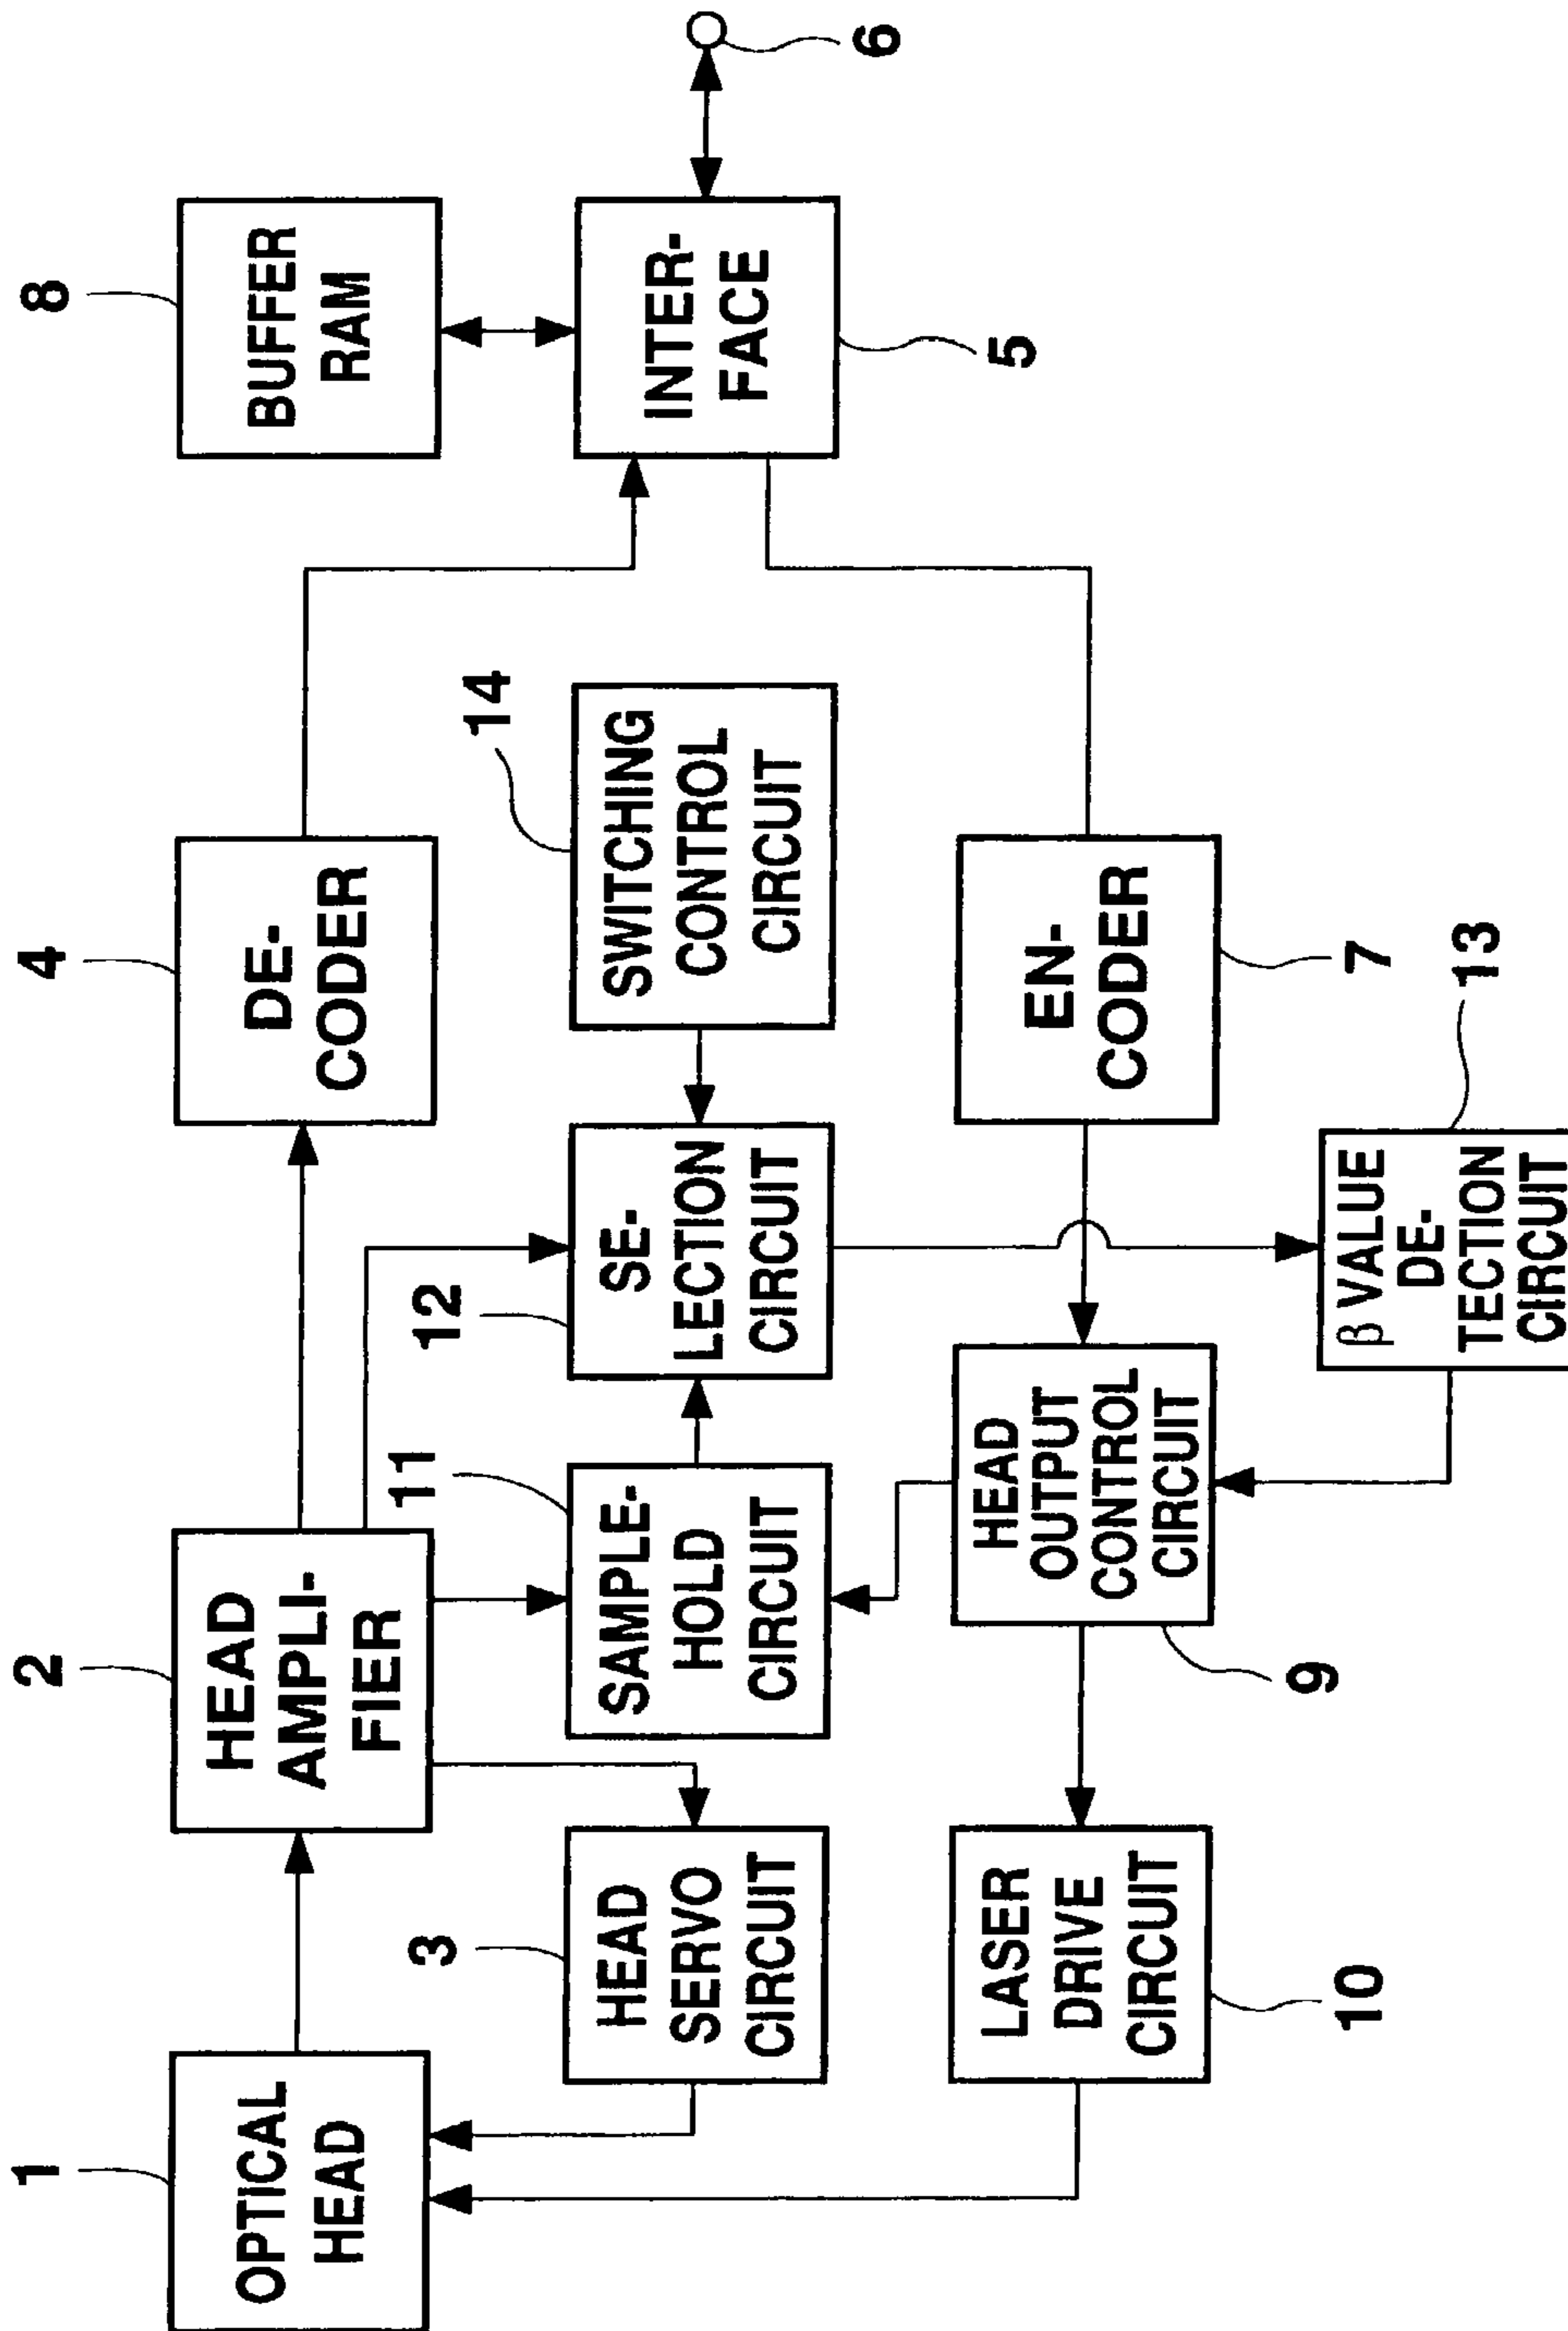 1
OPTICAL
HEAD
2
HEAD
AMPLI-
FIER
4
DE-
CODER
8
BUFFER
RAM
3
HEAD
SERVO
CIRCUIT
11
SAMPLE-
HOLD
CIRCUIT
12
SE-
LECTION
CIRCUIT
14
SWITCHING
CONTROL
CIRCUIT
INTER-
FACE
5
6
LASER
DRIVE
CIRCUIT
10
HEAD
OUTPUT
CONTROL
CIRCUIT
9
EN-
CODER
7
13
β VALUE
DE-
TECTION
CIRCUIT